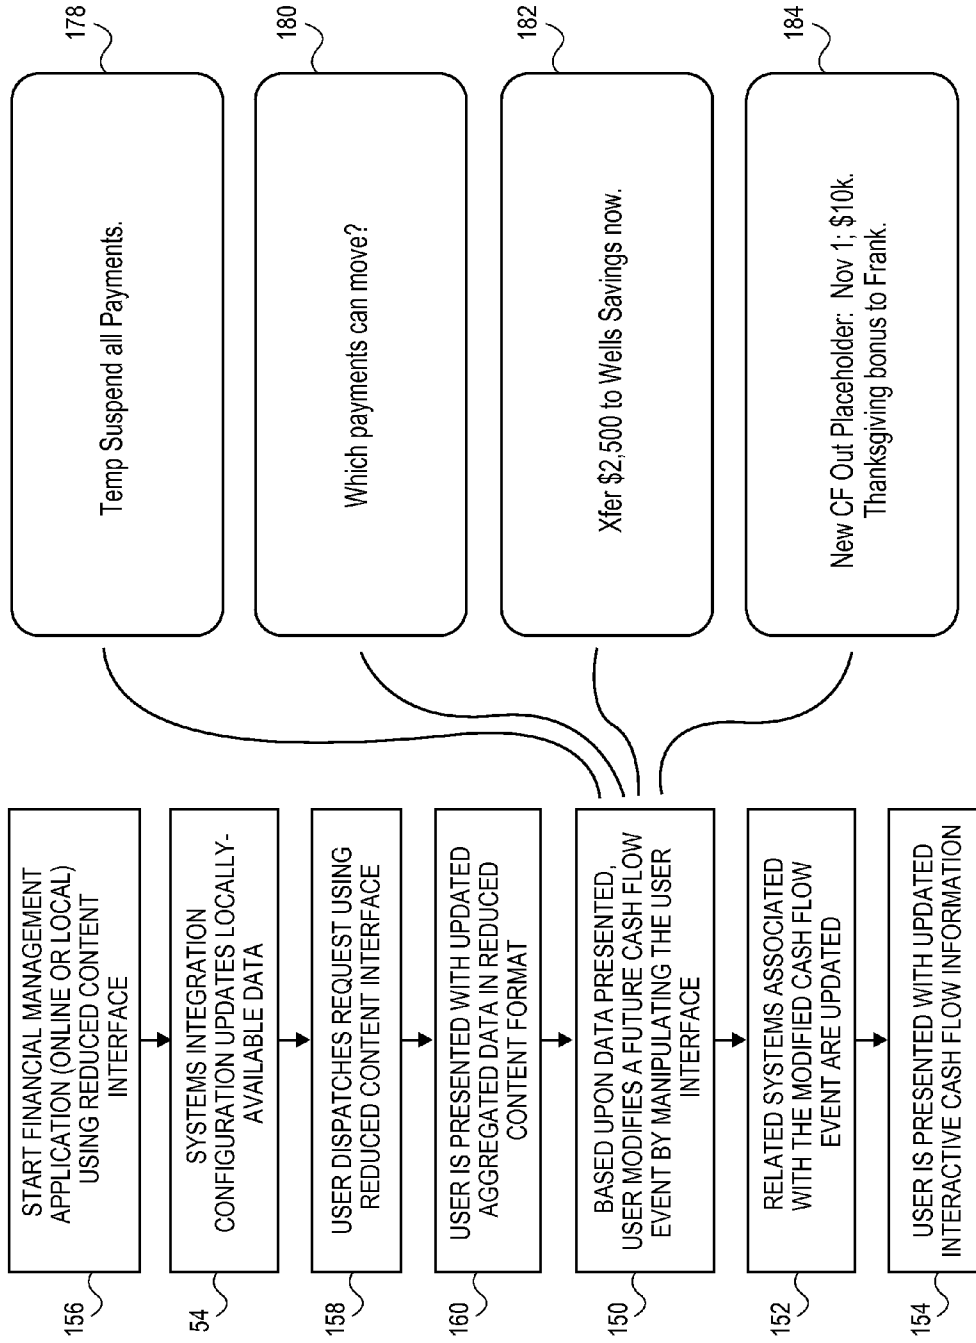 START FINANCIAL MANAGEMENT
APPLICATION (ONLINE OR LOCAL)
USING REDUCED CONTENT
INTERFACE
156
SYSTEMS INTEGRATION
CONFIGURATION UPDATES LOCALLY-
AVAILABLE DATA
54
USER DISPATCHES REQUEST USING
REDUCED CONTENT INTERFACE
158
USER IS PRESENTED WITH UPDATED
AGGREGATED DATA IN REDUCED
CONTENT FORMAT
160
BASED UPON DATA PRESENTED,
USER MODIFIES A FUTURE CASH FLOW
EVENT BY MANIPULATING THE USER
INTERFACE
150
RELATED SYSTEMS ASSOCIATED
WITH THE MODIFIED CASH FLOW
EVENT ARE UPDATED
152
USER IS PRESENTED WITH UPDATED
INTERACTIVE CASH FLOW INFORMATION
154
Temp Suspend all Payments.
178
Which payments can move?
180
Xfer $2,500 to Wells Savings now.
182
New CF Out Placeholder: Nov 1; $10k.
Thanksgiving bonus to Frank.
184